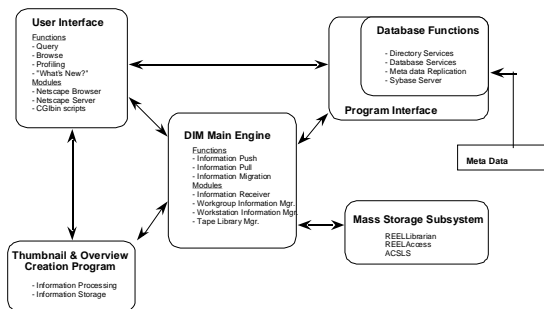 User Interface
Functions
- Query
- Browse
- Profiling
- "What's New?"
Modules
- Netscape Browser
- Netscape Server
- CGIbin scripts
Database Functions
- Directory Services
- Database Services
- Meta data Replication
- Sybase Server
Program Interface
Meta Data
DIM Main Engine
Functions
- Information Push
- Information Pull
- Information Migration
Modules
- Information Receiver
- Workgroup Information Mgr.
- Workstation Information Mgr.
- Tape Library Mgr.
Mass Storage Subsystem
REELLibrarian
REELAccess
ACSLS
Thumbnail & Overview
Creation Program
- Information Processing
- Information Storage